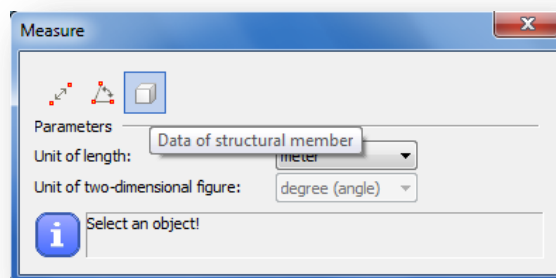 Measure
Parameters
Data of structural member
Unit of length: meter
Unit of two-dimensional figure: degree (angle)
Select an object!